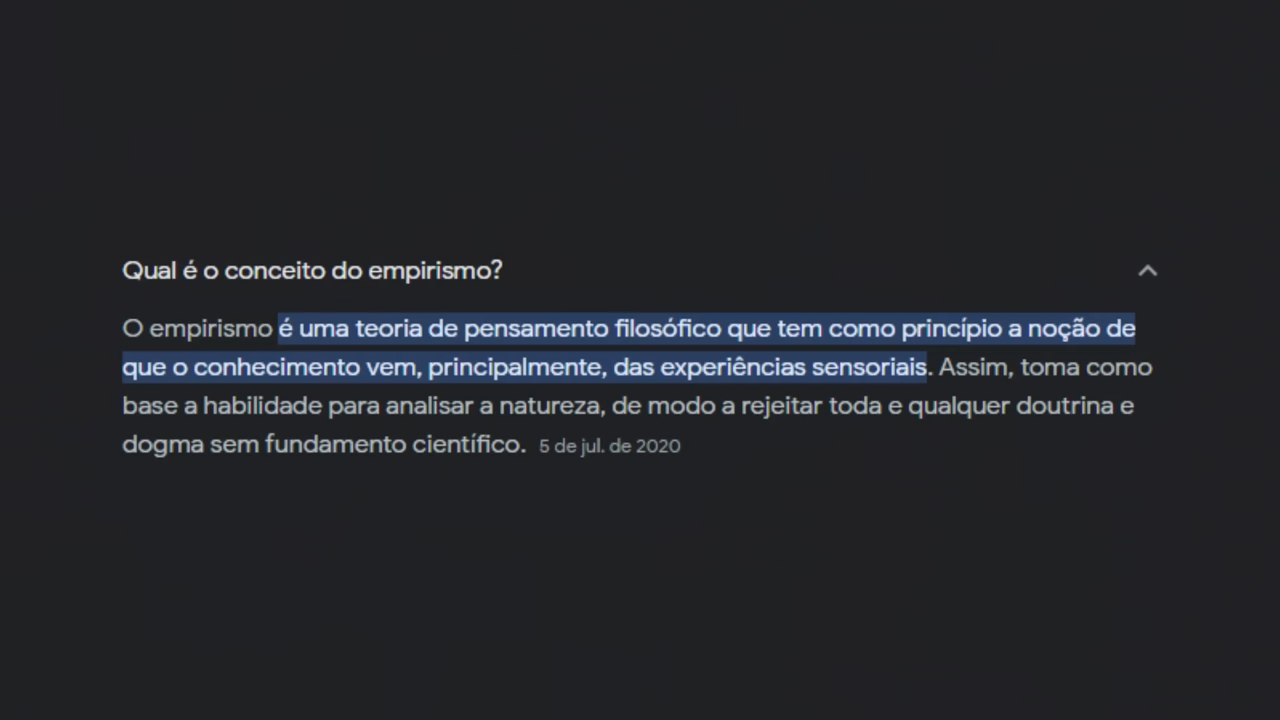 Qual é o conceito do empirismo?
O empirismo é uma teoria de pensamento filosófico que tem como princípio a noção de
que o conhecimento vem, principalmente, das experiências sensoriais. Assim, toma como
base a habilidade para analisar a natureza, de modo a rejeitar toda e qualquer doutrina e
dogma sem fundamento científico. 5 de jul. de 2020